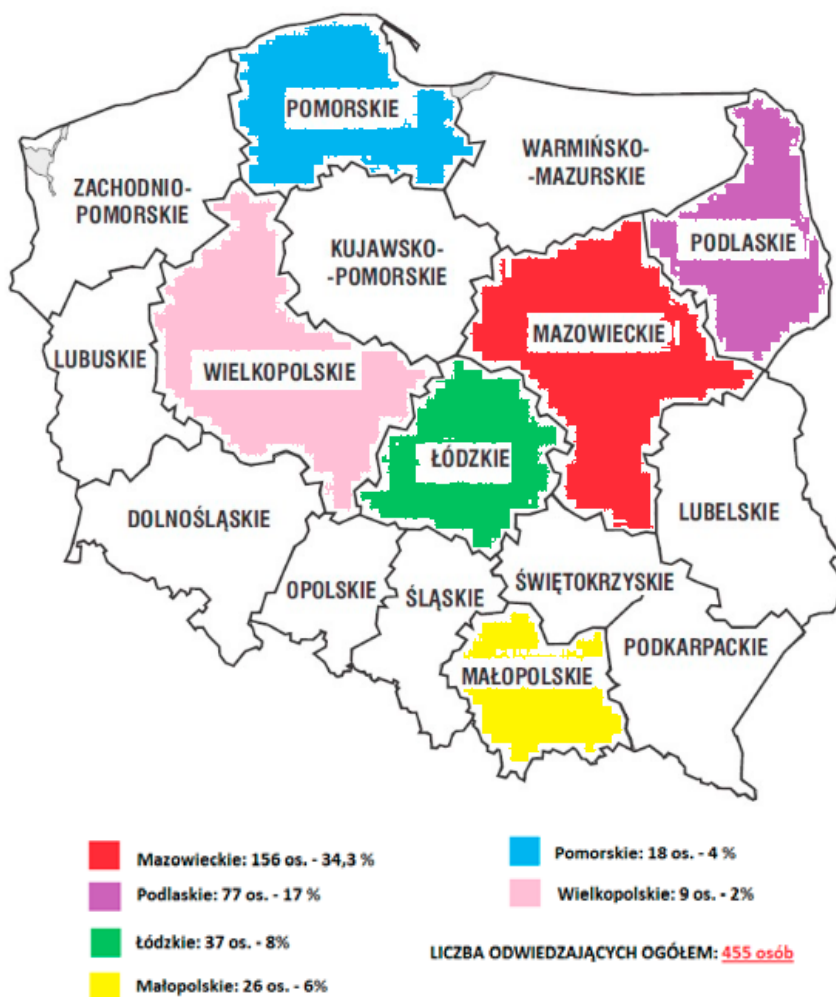 POMORSKIE
WARMIŃSKO-
-MAZURSKIE
ZACHODNIO-
POMORSKIE
KUJAWSKO-
-POMORSKIE
PODLASKIE
MAZOWIECKIE
LUBUSKIE
WIELKOPOLSKIE
ŁÓDZKIE
DOLNOŚLĄSKIE
LUBELSKIE
OPOLSKIE
ŚLĄSKIE
ŚWIĘTOKRZYSKIE
MAŁOPOLSKIE
PODKARPACKIE
Mazowieckie: 156 os. - 34,3 %
Podlaskie: 77 os. - 17 %
Łódzkie: 37 os. - 8%
Małopolskie: 26 os. - 6%
Pomorskie: 18 os. - 4 %
Wielkopolskie: 9 os. - 2%
LICZBA ODWIEDZAJĄCYCH OGÓŁEM: 455 osób